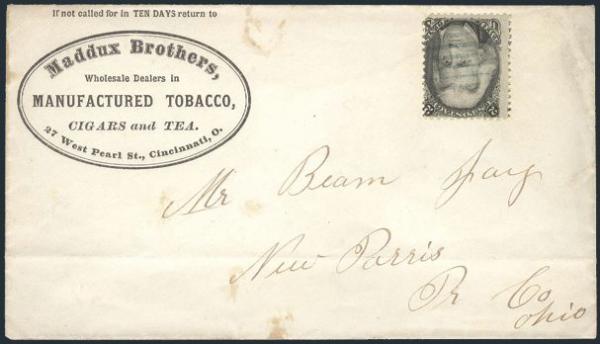 If not called for in TEN DAYS return to
Maddux Brothers,
Wholesale Dealers in
MANUFACTURED TOBACCO,
CIGARS and TEA.
27 West Pearl St., Cincinnati, O.
Mr Beam
New Parris
Pr Co
Ohio